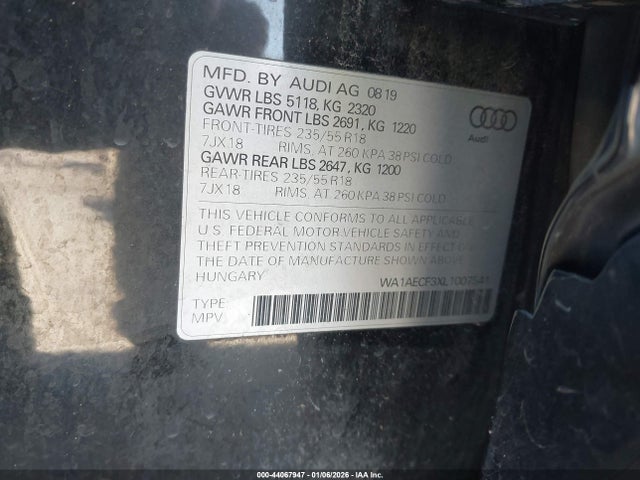 MFD. BY AUDI AG 08 19
GVWR LBS 5118, KG 2320
GAWR FRONT LBS 2691, KG 1220
FRONT-TIRES 235/55 R18
7JX18 RIMS, AT 260 KPA 38 PSI COLD
GAWR REAR LBS 2647, KG 1200
REAR-TIRES 235/55 R18
7JX18 RIMS, AT 260 KPA 38 PSI COLD
Audi
THIS VEHICLE CONFORMS TO ALL APPLICABLE
U.S. FEDERAL MOTOR VEHICLE SAFETY AND
THEFT PREVENTION STANDARDS IN EFFECT ON
THE DATE OF MANUFACTURE SHOWN ABOVE
HUNGARY
WA1AECF3XL1007541
TYPE
MPV
000-44067947 - 01/06/2026 - IAA Inc.